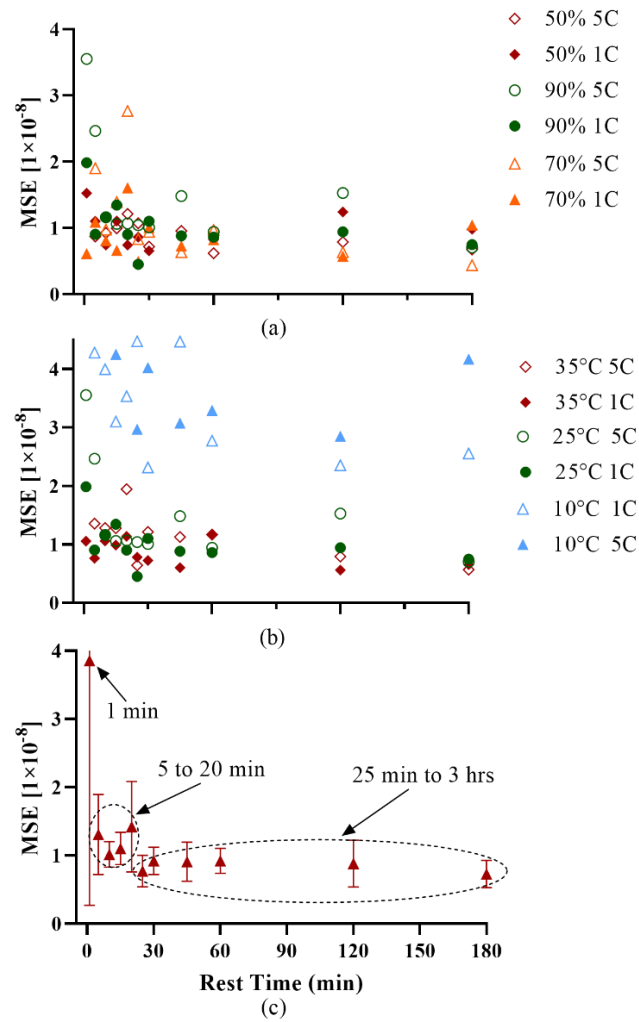 4
3
2
1
0
MSE [1×10⁻⁸]
50% 5C
50% 1C
90% 5C
90% 1C
70% 5C
70% 1C
(a)
4
3
2
1
0
MSE [1×10⁻⁸]
35°C 5C
35°C 1C
25°C 5C
25°C 1C
10°C 1C
10°C 5C
(b)
4
3
2
1
0
MSE [1×10⁻⁸]
1 min
5 to 20 min
25 min to 3 hrs
0 30 60 90 120 150 180
Rest Time (min)
(c)